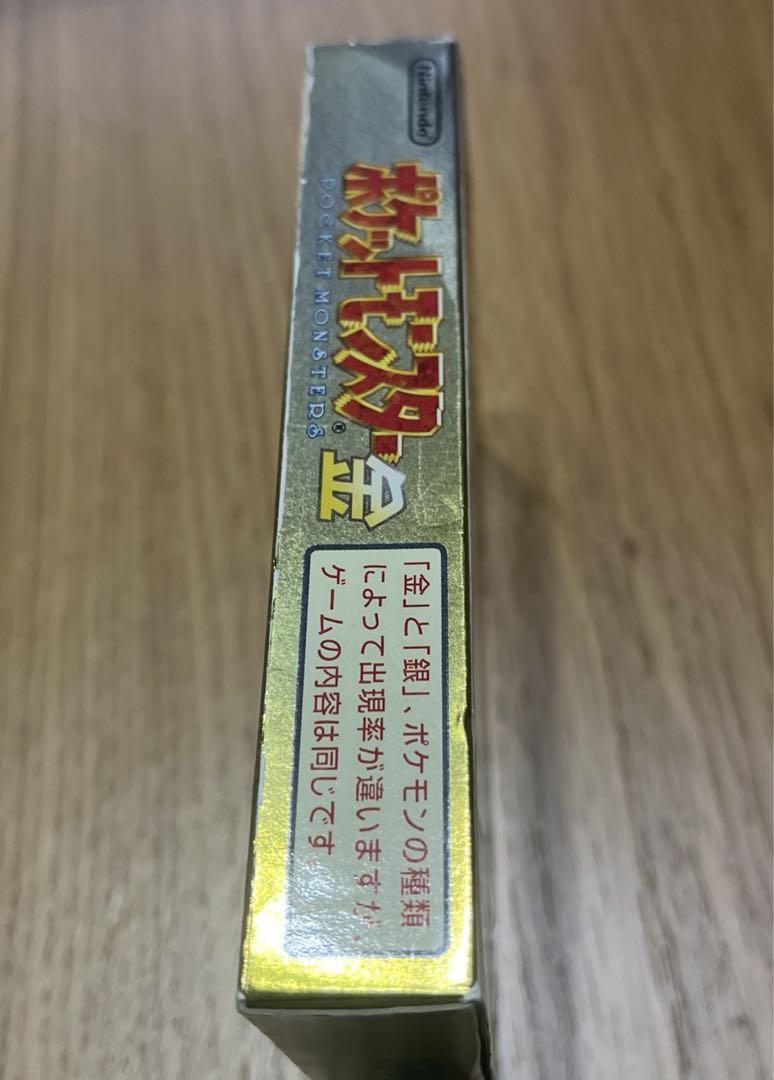 Nintendo
ポケットモンスター
POCKET MONSTERS®
金
「金」と「銀」、ポケモンの種類
によって出現率が違いますが、
ゲームの内容は同じです。